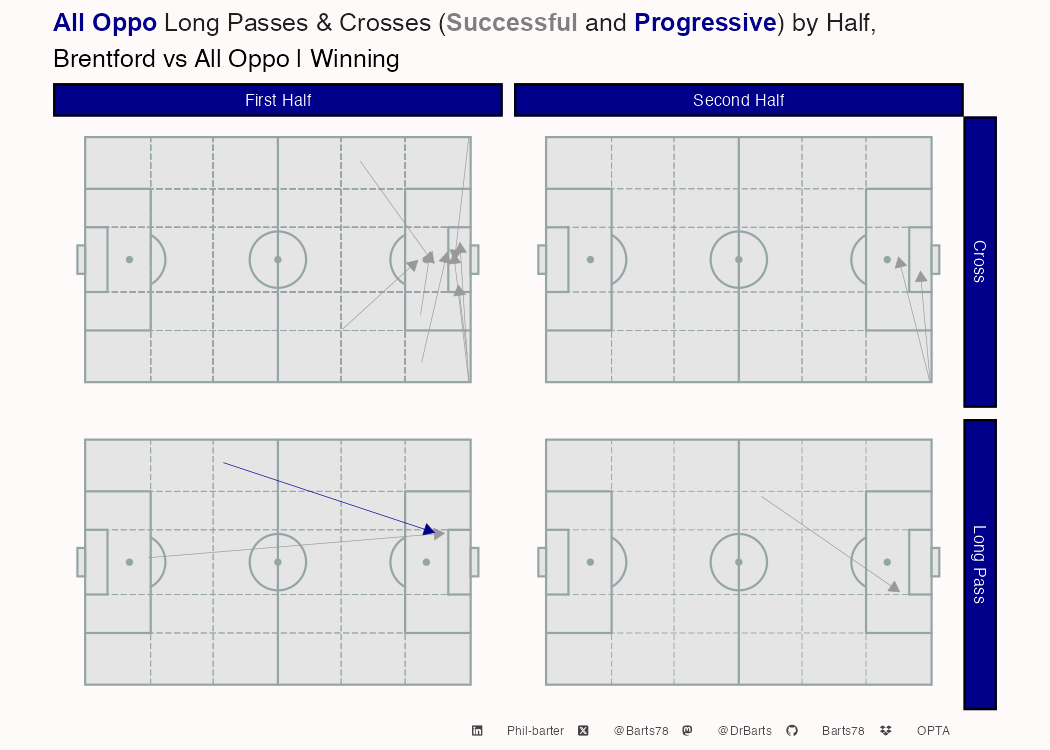 All Oppo Long Passes & Crosses (Successful and Progressive) by Half,
Brentford vs All Oppo | Winning
First Half
Second Half
Cross
Long Pass
Phil-barter @Barts78 @DrBarts Barts78 OPTA